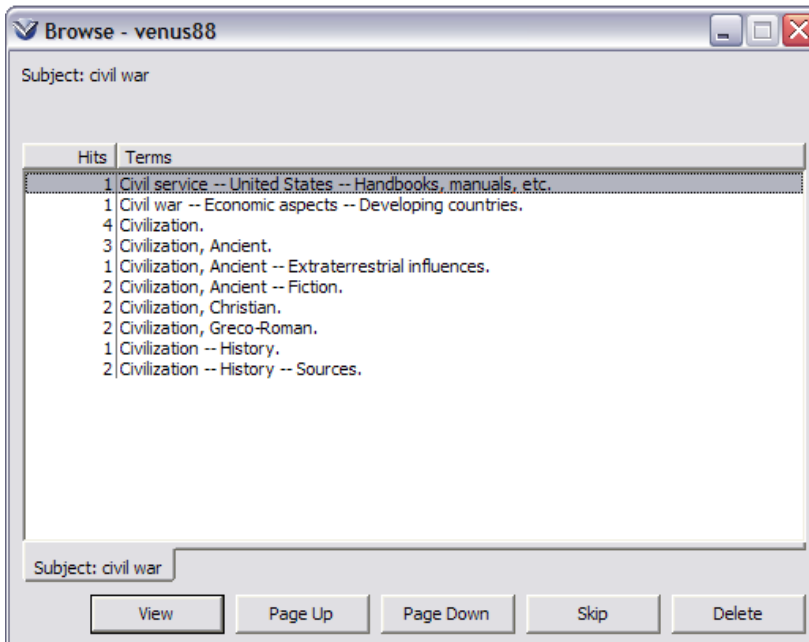 Browse - venus88
Subject: civil war
Hits Terms
1 Civil service -- United States -- Handbooks, manuals, etc.
1 Civil war -- Economic aspects -- Developing countries.
4 Civilization.
3 Civilization, Ancient.
1 Civilization, Ancient -- Extraterrestrial influences.
2 Civilization, Ancient -- Fiction.
2 Civilization, Christian.
2 Civilization, Greco-Roman.
1 Civilization -- History.
2 Civilization -- History -- Sources.
Subject: civil war
View Page Up Page Down Skip Delete